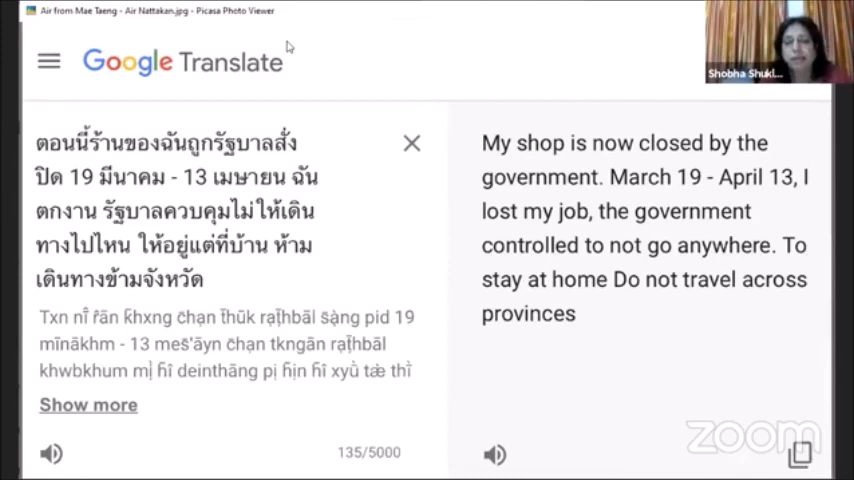 Air from Mae Taeng - Air Nattakan.jpg - Picasa Photo Viewer
Google Translate
Shobha Shukl...
ตอนนี้ร้านของฉันถูกรัฐบาลสั่ง
ปิด 19 มีนาคม - 13 เมษายน ฉัน
ตกงาน รัฐบาลควบคุมไม่ให้เดิน
ทางไปไหน ให้อยู่แต่ที่บ้าน ห้าม
เดินทางข้ามจังหวัด
Txn nī̂ r̂ān k̄hxng c̄hạn t̄hūk rạṭ̄hbāl s̄ạ̀ng pid 19
mīnākhm - 13 mes̄'āyn c̄hạn tkngān rạṭ̄hbāl
khwbkhum mị̀ h̄ı̂ deinthāng pị h̄ịn h̄ı̂ xyū̀ tæ̀ thī̀
Show more
135/5000
My shop is now closed by the
government. March 19 - April 13, I
lost my job, the government
controlled to not go anywhere. To
stay at home Do not travel across
provinces
zoom